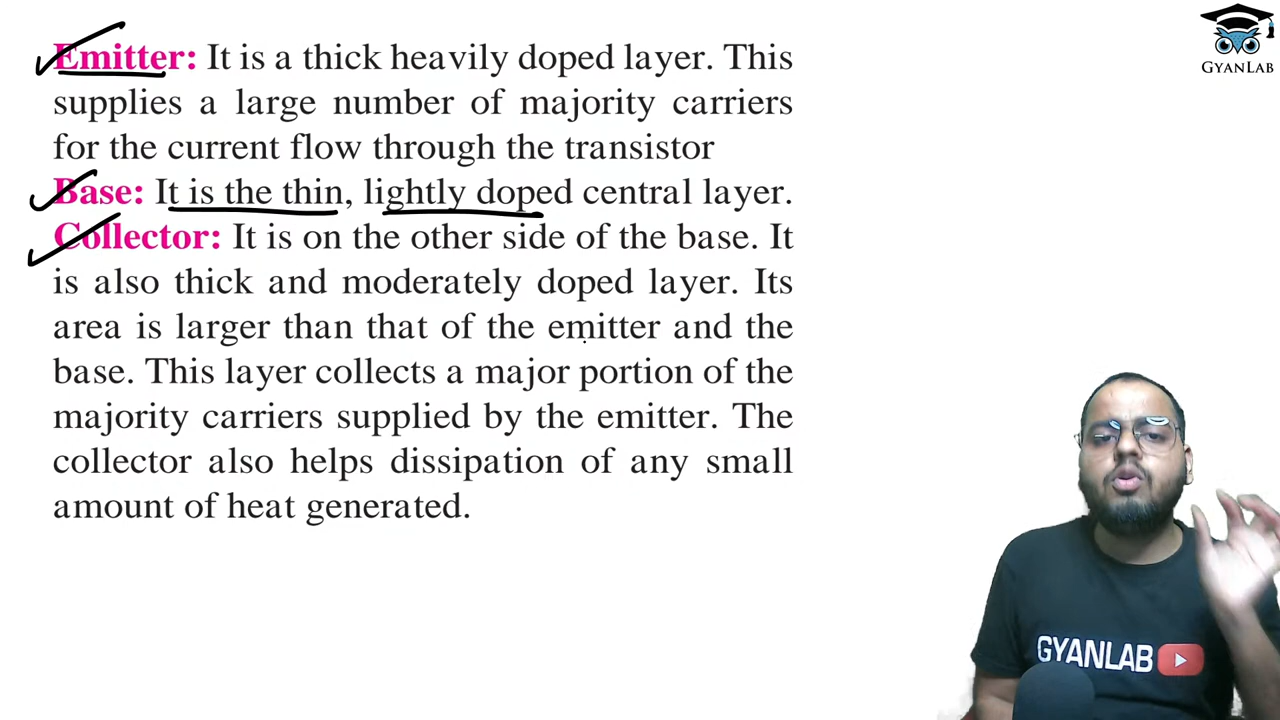 Emitter: It is a thick heavily doped layer. This
supplies a large number of majority carriers
for the current flow through the transistor
Base: It is the thin, lightly doped central layer.
Collector: It is on the other side of the base. It
is also thick and moderately doped layer. Its
area is larger than that of the emitter and the
base. This layer collects a major portion of the
majority carriers supplied by the emitter. The
collector also helps dissipation of any small
amount of heat generated.
GYANLAB
GYANLAB